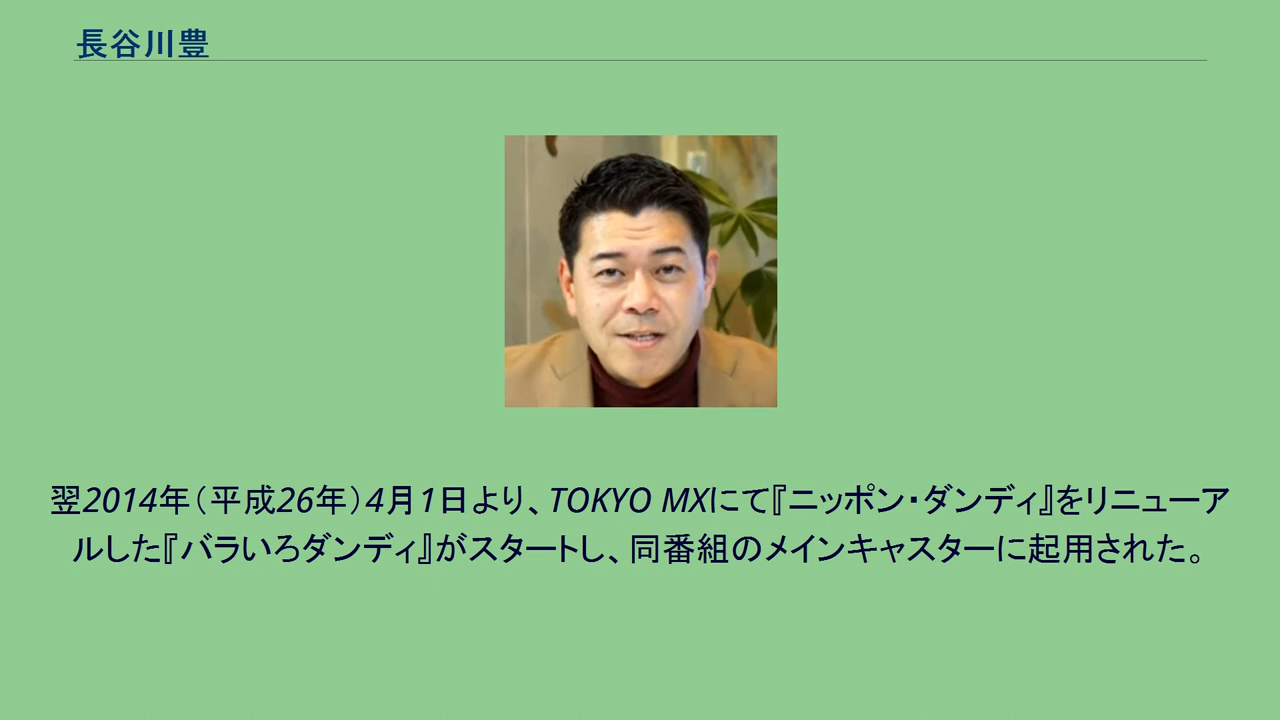 長谷川豊
翌2014年（平成26年）4月1日より、TOKYO MXにて『ニッポン・ダンディ』をリニューア
ルした『バラいろダンディ』がスタートし、同番組のメインキャスターに起用された。